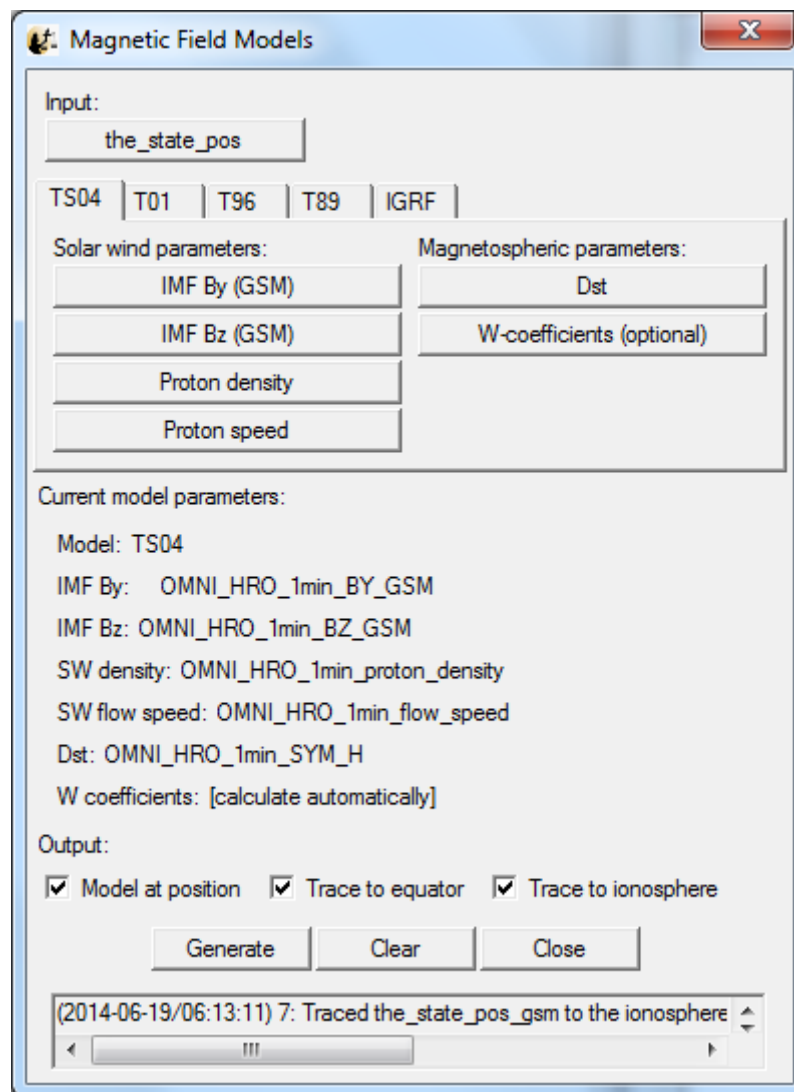 Magnetic Field Models
Input:
the_state_pos
TS04 T01 T96 T89 IGRF
Solar wind parameters: Magnetospheric parameters:
IMF By (GSM) Dst
IMF Bz (GSM) W-coefficients (optional)
Proton density
Proton speed
Current model parameters:
Model: TS04
IMF By: OMNI_HRO_1min_BY_GSM
IMF Bz: OMNI_HRO_1min_BZ_GSM
SW density: OMNI_HRO_1min_proton_density
SW flow speed: OMNI_HRO_1min_flow_speed
Dst: OMNI_HRO_1min_SYM_H
W coefficients: [calculate automatically]
Output:
Model at position Trace to equator Trace to ionosphere
Generate Clear Close
(2014-06-19/06:13:11) 7: Traced the_state_pos_gsm to the ionosphere